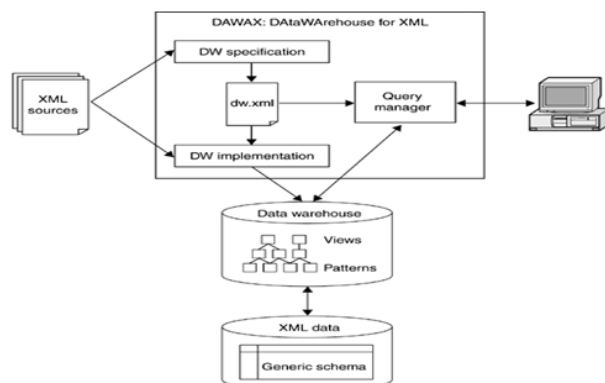 DAWAX: DAtaWArehouse for XML
DW specification
XML
sources
dw.xml
Query
manager
DW implementation
Data warehouse
Views
Patterns
XML data
Generic schema